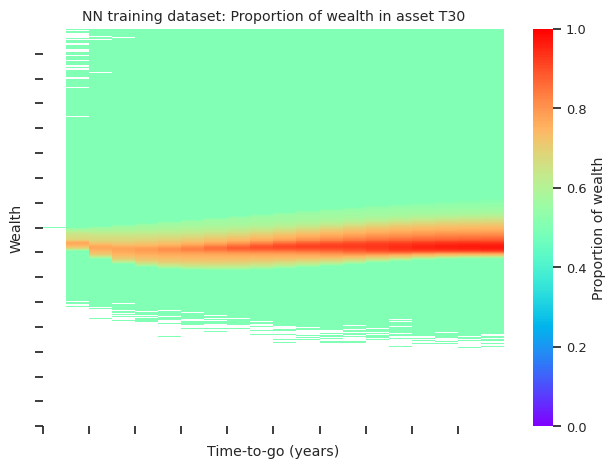 NN training dataset: Proportion of wealth in asset T30
Wealth
Time-to-go (years)
1.0
0.8
0.6
0.4
0.2
0.0
Proportion of wealth